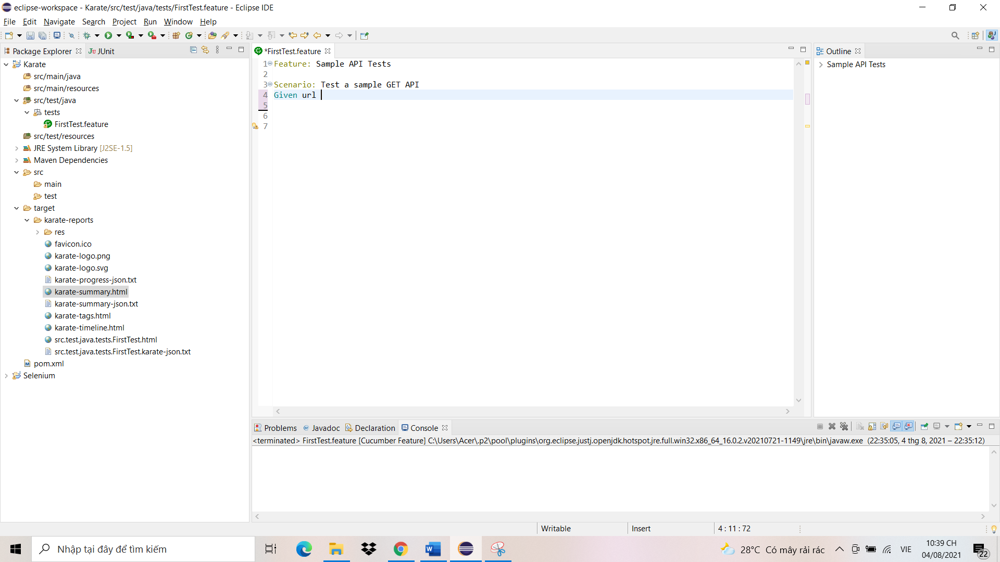 eclipse-workspace - Karate/src/test/java/tests/FirstTest.feature - Eclipse IDE
File Edit Navigate Search Project Run Window Help
Package Explorer JUnit
Karate
src/main/java
src/main/resources
src/test/java
tests
FirstTest.feature
src/test/resources
JRE System Library [J2SE-1.5]
Maven Dependencies
src
main
test
target
karate-reports
res
favicon.ico
karate-logo.png
karate-logo.svg
karate-progress-json.txt
karate-summary.html
karate-summary-json.txt
karate-tags.html
karate-timeline.html
src.test.java.tests.FirstTest.html
src.test.java.tests.FirstTest.karate-json.txt
pom.xml
Selenium
*FirstTest.feature
1 Feature: Sample API Tests
2
3 Scenario: Test a sample GET API
4 Given url
5
6
7
Outline
Sample API Tests
Problems @ Javadoc Declaration Console
<terminated> FirstTest.feature [Cucumber Feature] C:\Users\Acer\.p2\pool\plugins\org.eclipse.justj.openjdk.hotspot.jre.full.win32.x86_64_16.0.2.v20210721-1149\jre\bin\javaw.exe (22:35:05, 4 thg 8, 2021 – 22:35:12)
Writable Insert 4 : 11 : 72
Nhập tại đây để tìm kiếm
28°C Có mây rải rác VIE
10:39 CH
04/08/2021
22